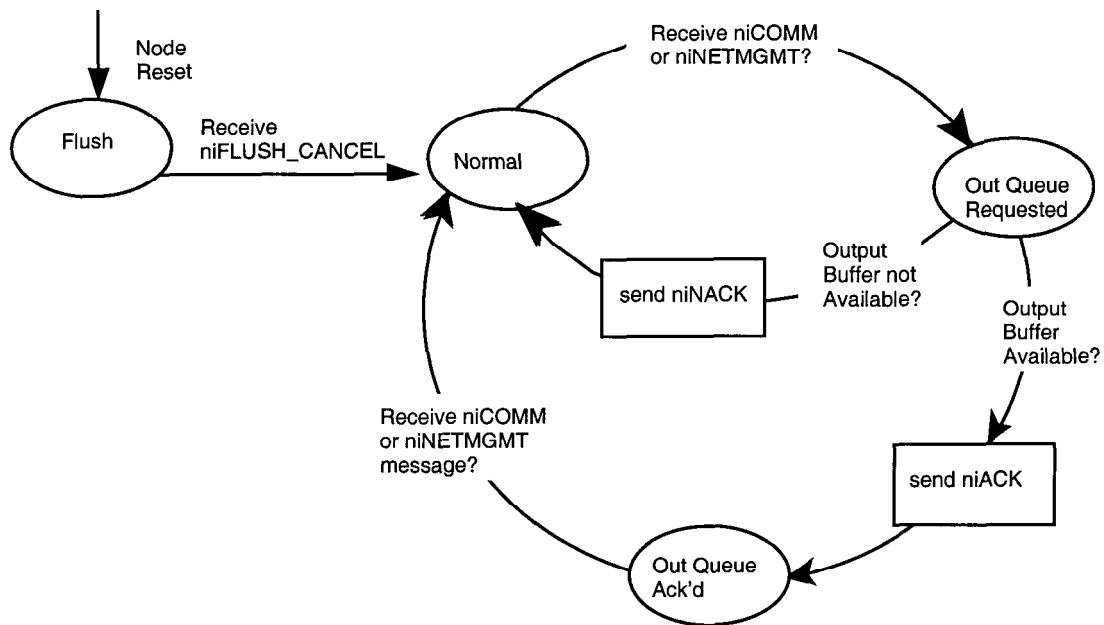 Node
Reset
Flush
Receive
niFLUSH_CANCEL
Normal
Receive niCOMM
or niNETMGMT?
Out Queue
Requested
Output
Buffer not
Available?
send niNACK
Output
Buffer
Available?
send niACK
Out Queue
Ack'd
Receive niCOMM
or niNETMGMT
message?